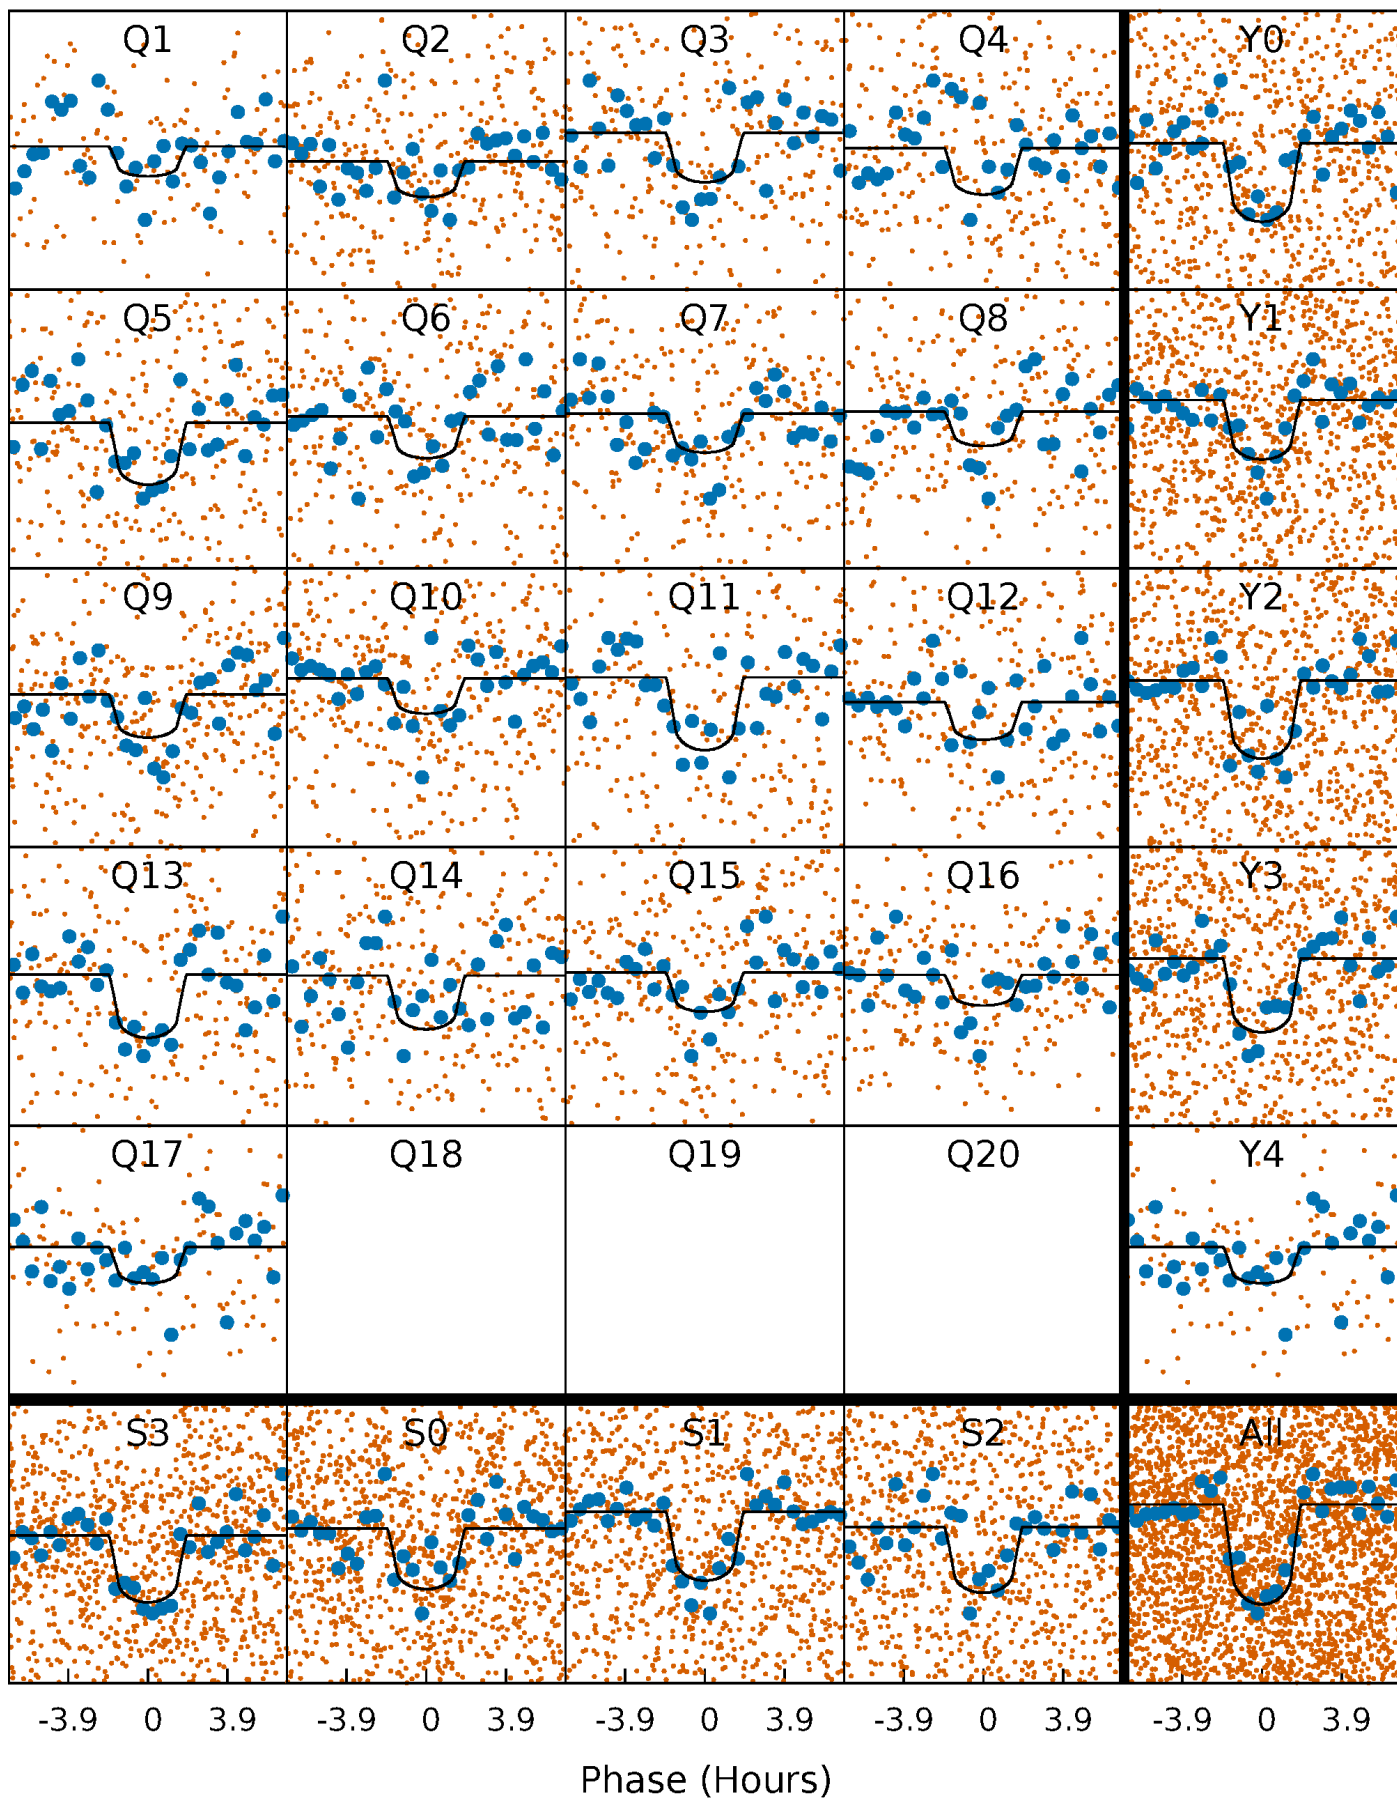 Q1 Q2 Q3 Q4 Y0
Q5 Q6 Q7 Q8 Y1
Q9 Q10 Q11 Q12 Y2
Q13 Q14 Q15 Q16 Y3
Q17 Q18 Q19 Q20 Y4
S3 S0 S1 S2 All
-3.9 0 3.9 -3.9 0 3.9 -3.9 0 3.9 -3.9 0 3.9 -3.9 0 3.9
Phase (Hours)